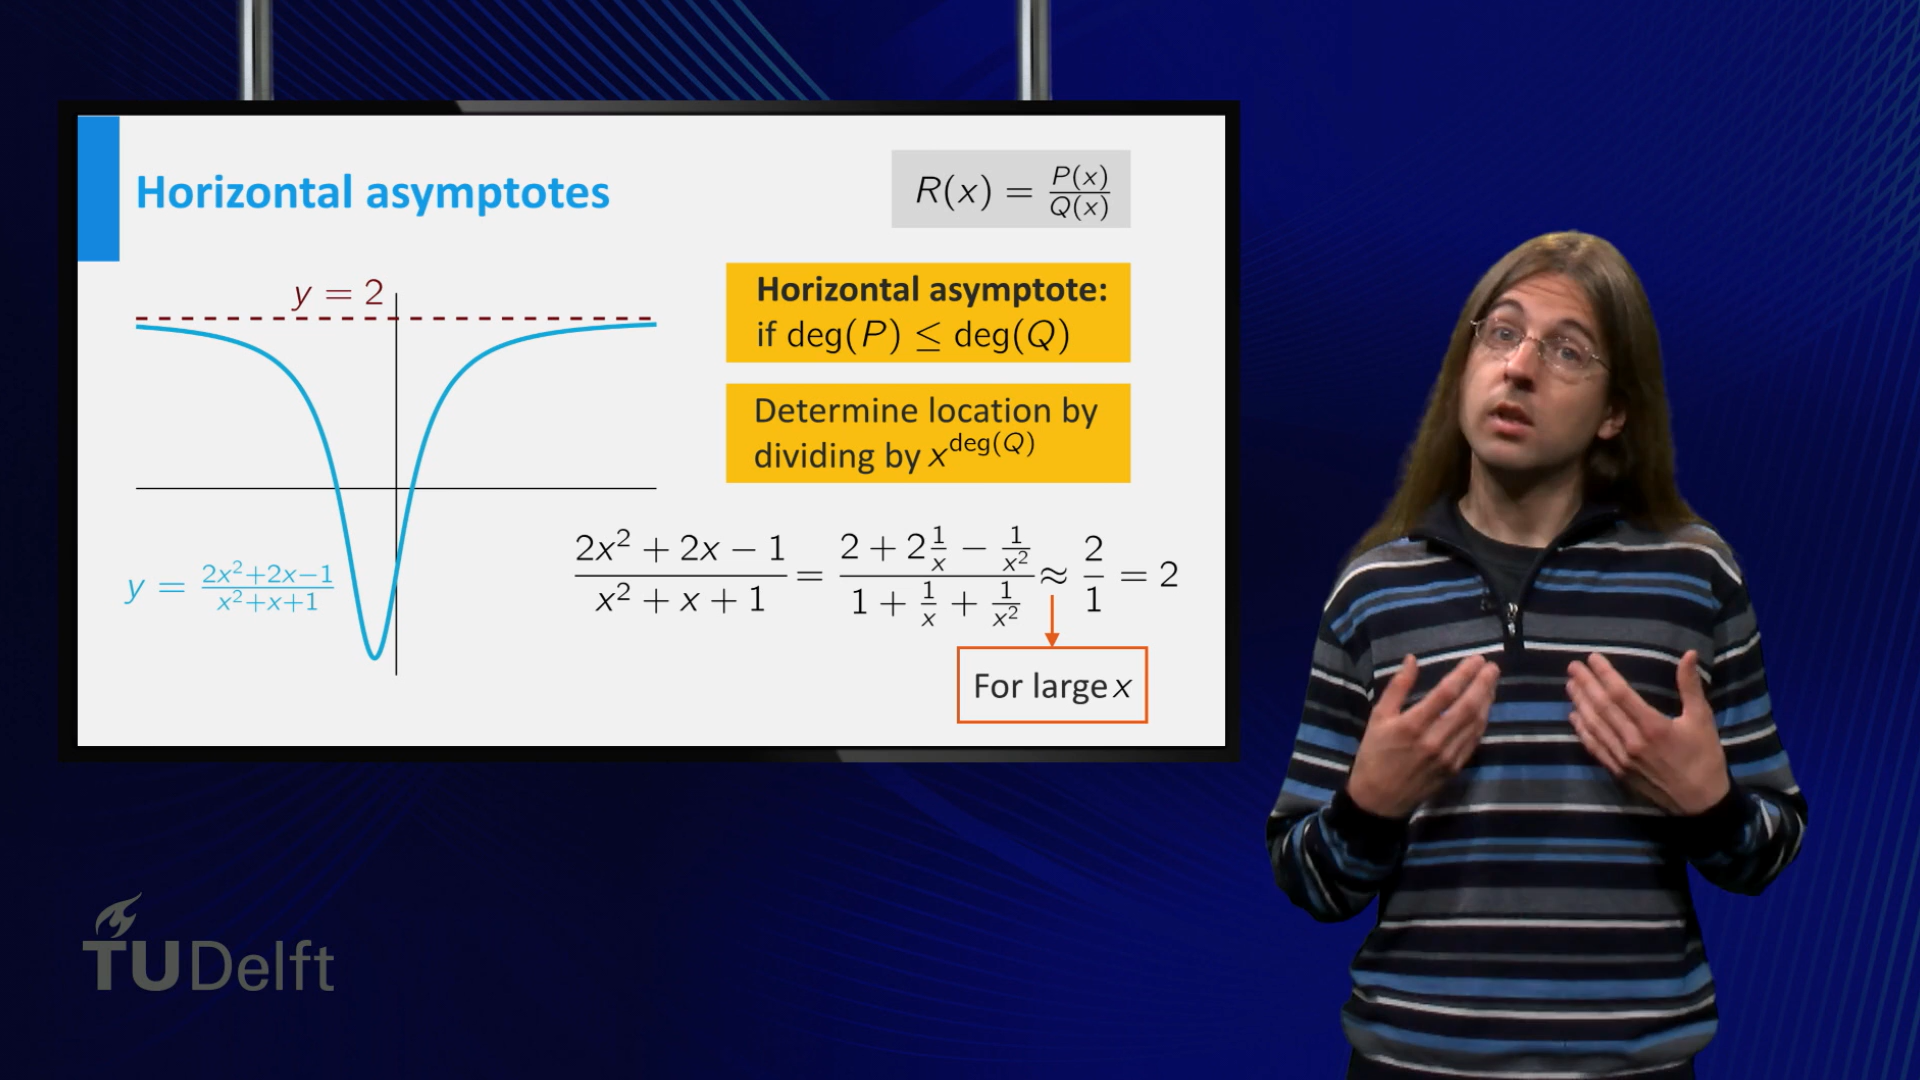 Horizontal asymptotes
R(x) = P(x)/Q(x)
y = 2
Horizontal asymptote:
if deg(P) ≤ deg(Q)
Determine location by
dividing by x^deg(Q)
y = (2x²+2x−1)/(x²+x+1)
(2x² + 2x − 1)/(x² + x + 1) = (2 + 2 1/x − 1/x²)/(1 + 1/x + 1/x²) ≈ 2/1 = 2
For large x
TU Delft